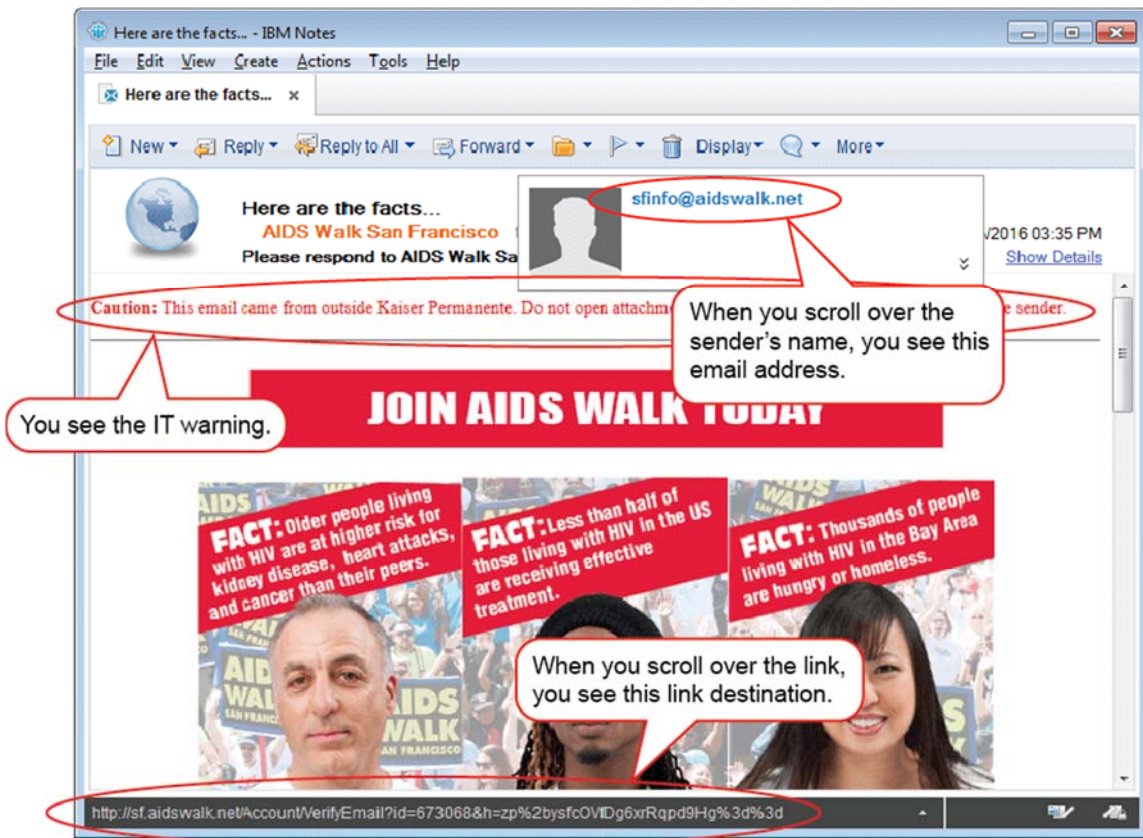 Here are the facts... - IBM Notes
File Edit View Create Actions Tools Help
Here are the facts... x
New Reply Reply to All Forward Display More
sfinfo@aidswalk.net
Here are the facts...
AIDS Walk San Francisco
/2016 03:35 PM
Please respond to AIDS Walk Sa
Show Details
Caution: This email came from outside Kaiser Permanente. Do not open attachm
e sender.
When you scroll over the
sender's name, you see this
email address.
You see the IT warning.
JOIN AIDS WALK TODAY
FACT: Older people living
with HIV are at higher risk for
kidney disease, heart attacks,
and cancer than their peers.
FACT: Less than half of
those living with HIV in the US
are receiving effective
treatment.
FACT: Thousands of people
living with HIV in the Bay Area
are hungry or homeless.
When you scroll over the link,
you see this link destination.
AIDS
WALK
SAN FRANCISCO
http://sf.aidswalk.net/Account/VerifyEmail?id=673068&h=zp%2bysfcOVflDg6xrRqpd9Hg%3d%3d